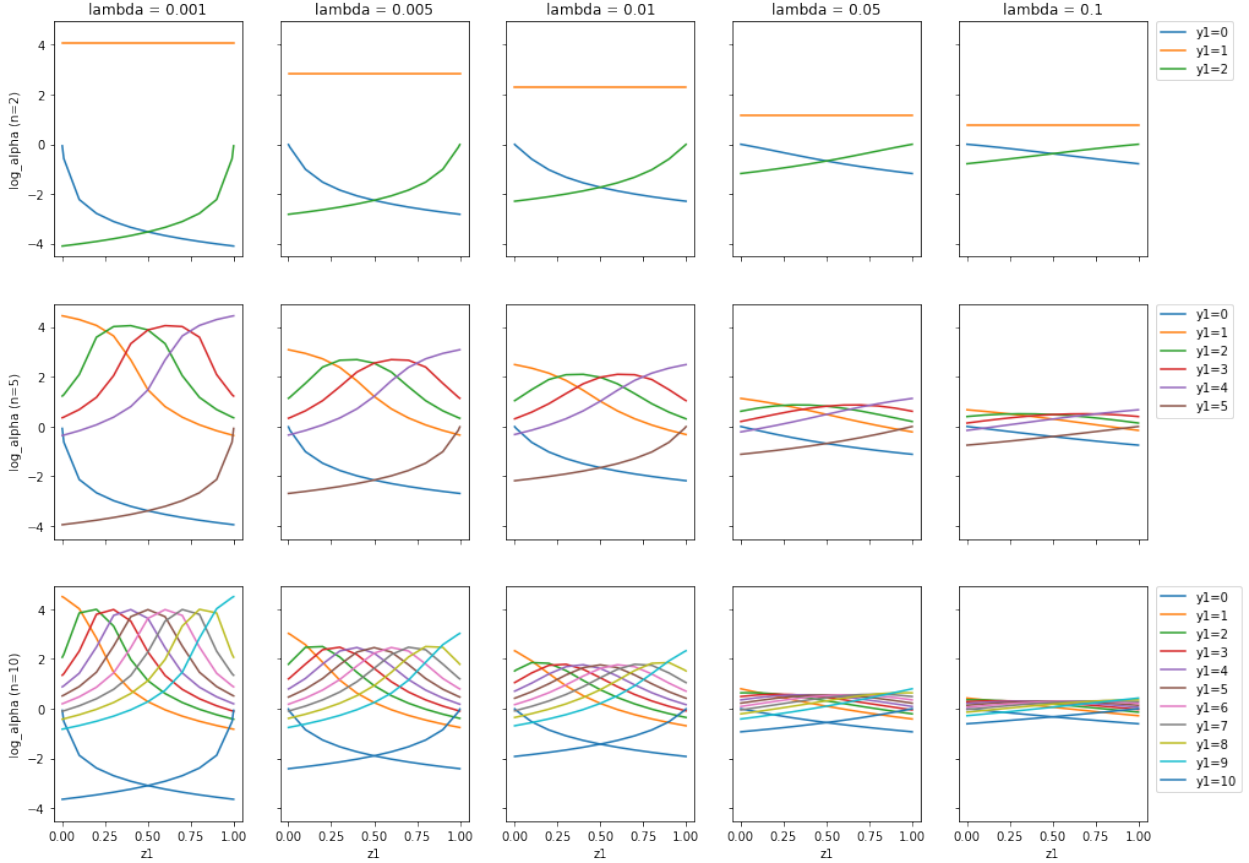 lambda = 0.001
lambda = 0.005
lambda = 0.01
lambda = 0.05
lambda = 0.1
log_alpha (n=2)
4
2
0
−2
−4
y1=0
y1=1
y1=2
log_alpha (n=5)
4
2
0
−2
−4
y1=0
y1=1
y1=2
y1=3
y1=4
y1=5
log_alpha (n=10)
4
2
0
−2
−4
y1=0
y1=1
y1=2
y1=3
y1=4
y1=5
y1=6
y1=7
y1=8
y1=9
y1=10
0.00 0.25 0.50 0.75 1.00
z1
0.00 0.25 0.50 0.75 1.00
z1
0.00 0.25 0.50 0.75 1.00
z1
0.00 0.25 0.50 0.75 1.00
z1
0.00 0.25 0.50 0.75 1.00
z1